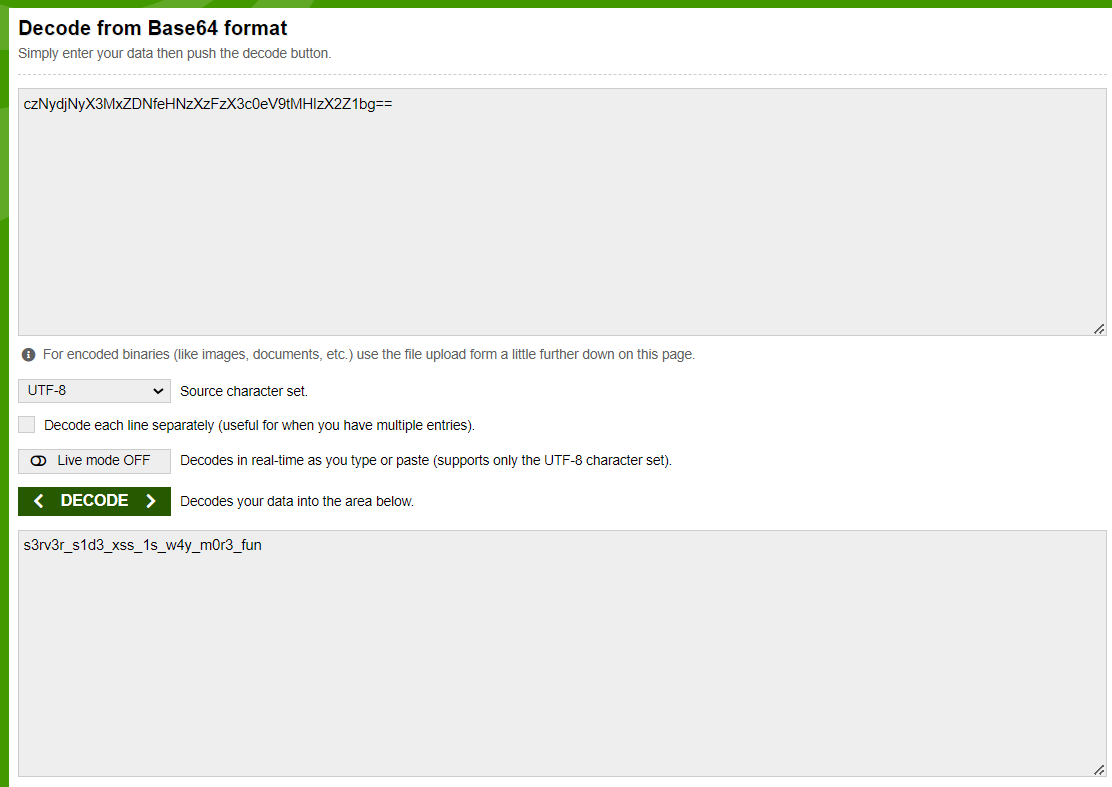 Decode from Base64 format
Simply enter your data then push the decode button.
czNydjNyX3MxZDNfeHNzXzFzX3c0eV9tMHIzX2Z1bg==
For encoded binaries (like images, documents, etc.) use the file upload form a little further down on this page.
UTF-8 Source character set.
Decode each line separately (useful for when you have multiple entries).
Live mode OFF Decodes in real-time as you type or paste (supports only the UTF-8 character set).
DECODE Decodes your data into the area below.
s3rv3r_s1d3_xss_1s_w4y_m0r3_fun